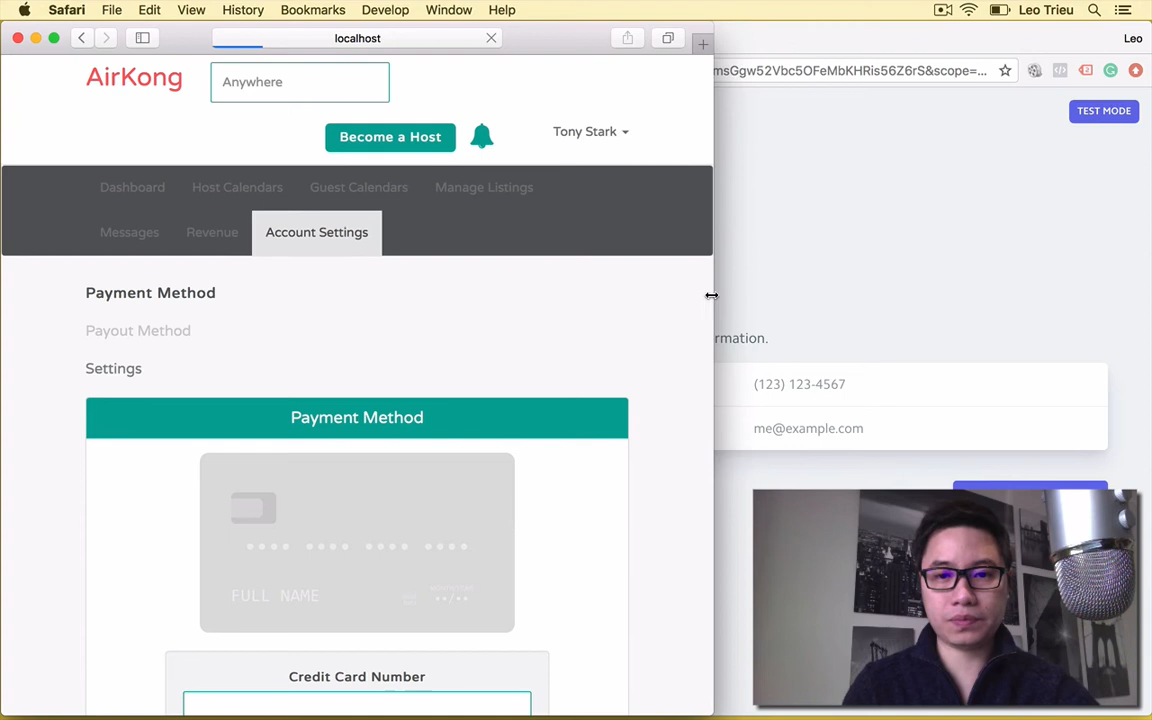 Safari File Edit View History Bookmarks Develop Window Help Leo Trieu
localhost
Leo
AirKong
Anywhere
msGgw52Vbc5OFeMbKHRis56Z6rS&scope=...
TEST MODE
Become a Host
Tony Stark
Dashboard Host Calendars Guest Calendars Manage Listings
Messages Revenue Account Settings
Payment Method
Payout Method
Settings
rmation.
(123) 123-4567
me@example.com
Payment Method
FULL NAME
••/••
Credit Card Number